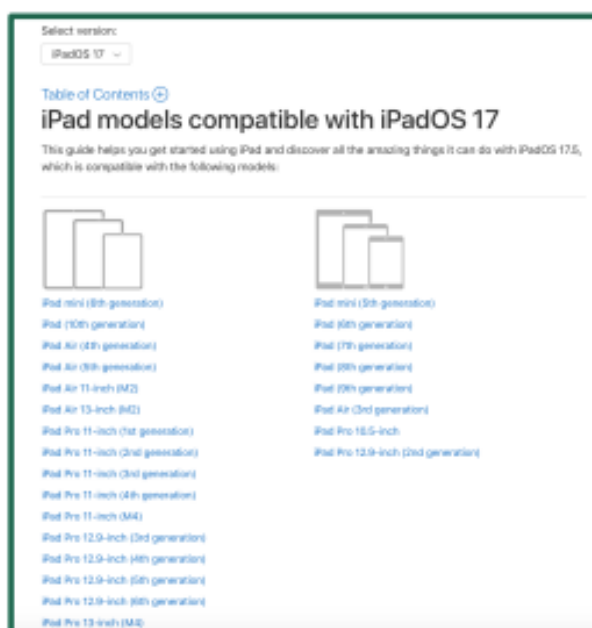 Select version:
iPadOS 17
Table of Contents
iPad models compatible with iPadOS 17
This guide helps you get started using iPad and discover all the amazing things it can do with iPadOS 17.5,
which is compatible with the following models:
iPad mini (6th generation)
iPad (10th generation)
iPad Air (4th generation)
iPad Air (5th generation)
iPad Air 11-inch (M2)
iPad Air 13-inch (M2)
iPad Pro 11-inch (1st generation)
iPad Pro 11-inch (2nd generation)
iPad Pro 11-inch (3rd generation)
iPad Pro 11-inch (4th generation)
iPad Pro 11-inch (M4)
iPad Pro 12.9-inch (3rd generation)
iPad Pro 12.9-inch (4th generation)
iPad Pro 12.9-inch (5th generation)
iPad Pro 12.9-inch (6th generation)
iPad Pro 13-inch (M4)
iPad mini (5th generation)
iPad (6th generation)
iPad (7th generation)
iPad (8th generation)
iPad (9th generation)
iPad Air (3rd generation)
iPad Pro 10.5-inch
iPad Pro 12.9-inch (2nd generation)